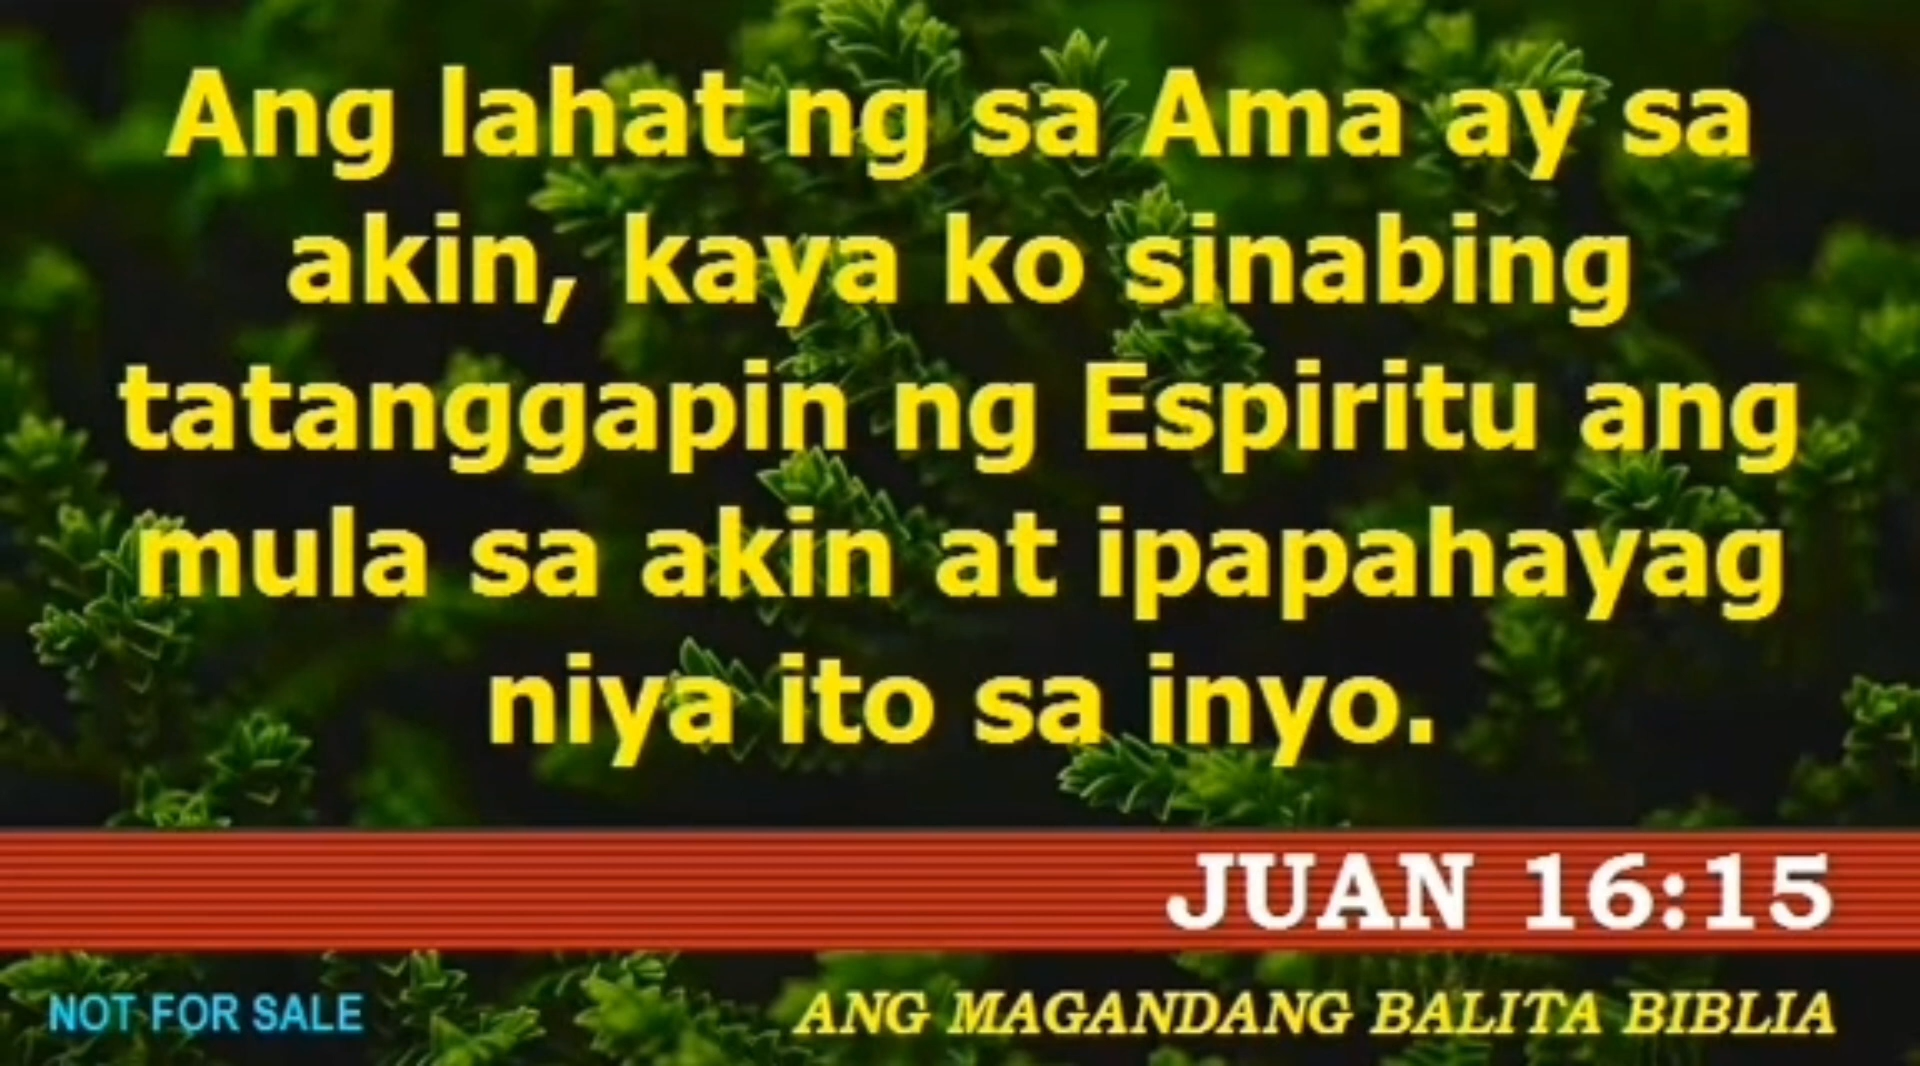 Ang lahat ng sa Ama ay sa
akin, kaya ko sinabing
tatanggapin ng Espiritu ang
mula sa akin at ipapahayag
niya ito sa inyo.
JUAN 16:15
NOT FOR SALE
ANG MAGANDANG BALITA BIBLIA